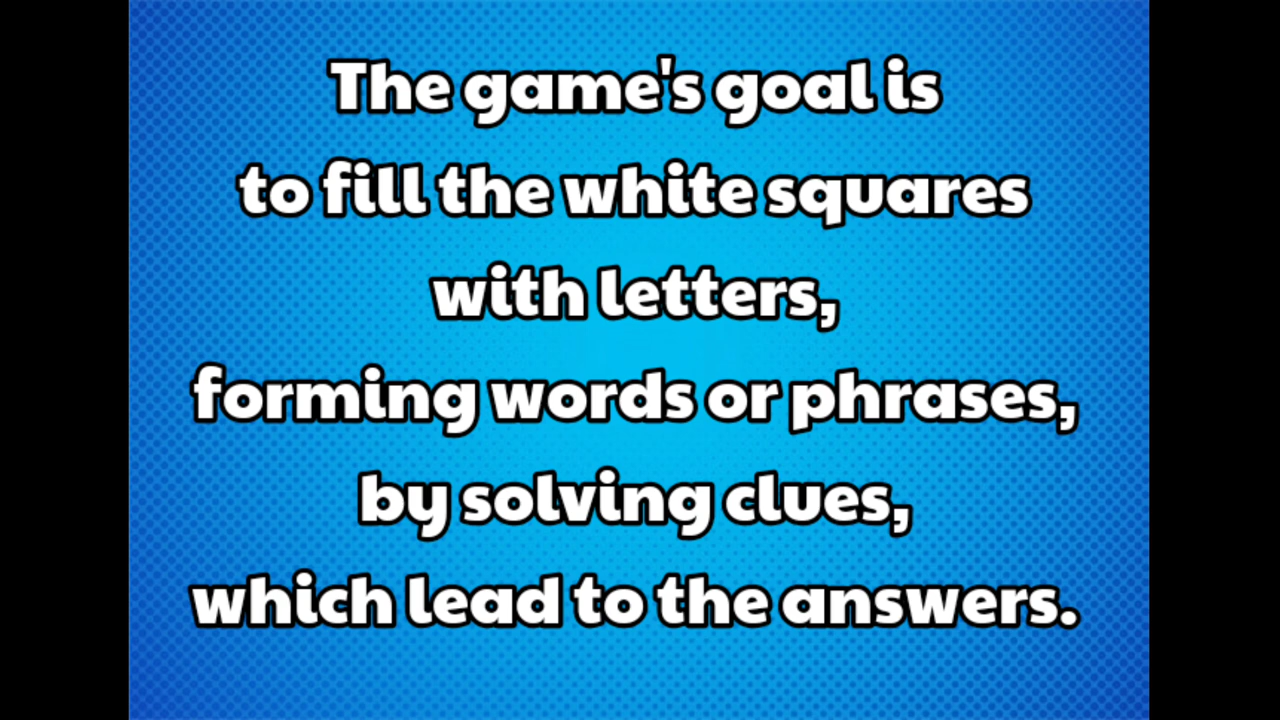 The game's goal is
to fill the white squares
with letters,
forming words or phrases,
by solving clues,
which lead to the answers.